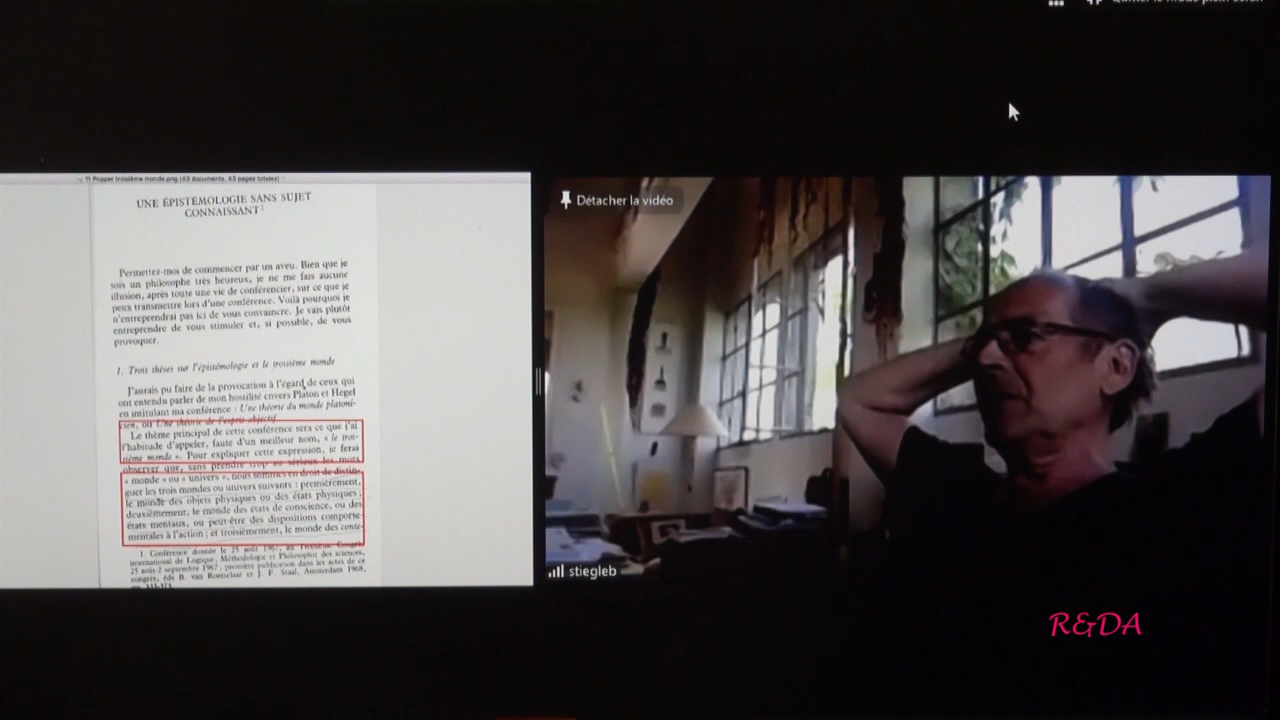 Quitter le mode plein écran
11 Popper troisième monde.png (43 documents, 43 pages totales)
UNE ÉPISTÉMOLOGIE SANS SUJET
CONNAISSANT¹
Permettez-moi de commencer par un aveu. Bien que je
sois un philosophe très heureux, je ne me fais aucune
illusion, après toute une vie de conférencier, sur ce que je
peux transmettre lors d'une conférence. Voilà pourquoi je
n'entreprendrai pas ici de vous convaincre. Je vais plutôt
entreprendre de vous stimuler et, si possible, de vous
provoquer.
1. Trois thèses sur l'épistémologie et le troisième monde
J'aurais pu faire de la provocation à l'égard de ceux qui
ont entendu parler de mon hostilité envers Platon et Hegel
en intitulant ma conférence : Une théorie du monde platoni-
cien, ou Une théorie de l'esprit objectif.
Le thème principal de cette conférence sera ce que j'ai
l'habitude d'appeler, faute d'un meilleur nom, « le troi-
sième monde ». Pour expliquer cette expression, je ferai
observer que, sans prendre trop au sérieux les mots
« monde » ou « univers », nous sommes en droit de distin-
guer les trois mondes ou univers suivants : premièrement,
le monde des objets physiques ou des états physiques ;
deuxièmement, le monde des états de conscience, ou des
états mentaux, ou peut-être des dispositions comporte-
mentales à l'action ; et troisièmement, le monde des conte-
1. Conférence donnée le 25 août 1967, au Troisième Congrès
international de Logique, Méthodologie et Philosophie des sciences,
25 août-2 septembre 1967 ; première publication dans les actes de ce
congrès, éds B. van Rootselaar et J. F. Staal, Amsterdam 1968,
Détacher la vidéo
stiegleb
R&DA